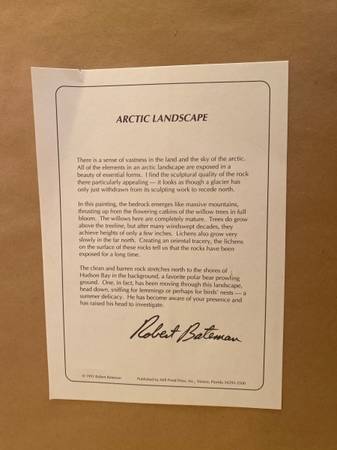 ARCTIC LANDSCAPE
There is a sense of vastness in the land and the sky of the arctic.
All of the elements in an arctic landscape are exposed in a
beauty of essential forms. I find the sculptural quality of the rock
there particularly appealing — it looks as though a glacier has
only just withdrawn from its sculpting work to recede north.
In this painting, the bedrock emerges like massive mountains,
thrusting up from the flowering catkins of the willow trees in full
bloom. The willows here are completely mature. Trees do grow
above the treeline, but after many windswept decades, they
achieve heights of only a few inches. Lichens also grow very
slowly in the far north. Creating an oriental tracery, the lichens
on the surface of these rocks tell us that the rocks have been
exposed for a long time.
The clean and barren rock stretches north to the shores of
Hudson Bay in the background, a favorite polar bear prowling
ground. One, in fact, has been moving through this landscape,
head down, sniffing for lemmings or perhaps for birds' nests — a
summer delicacy. He has become aware of your presence and
has raised his head to investigate.
Robert Bateman
Robert Bateman
Published by Mill Pond Press, Inc., Venice, Florida